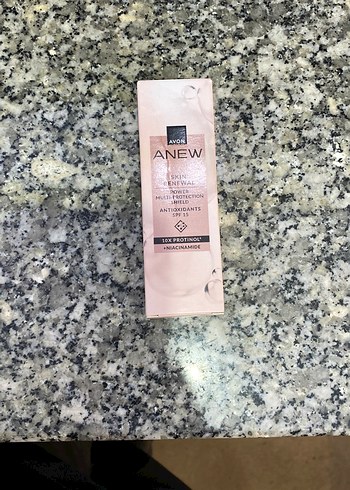 AVON
ANEW
SKIN
RENEWAL
POWER
MULTI-PROTECTION
SHIELD
ANTIOXIDANTS
SPF 15
10X PROTINOL*
+NIACINAMIDE